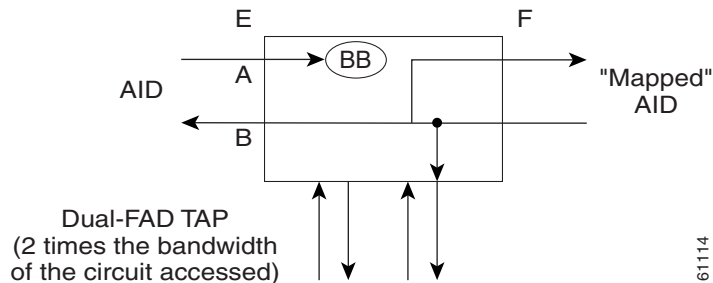 E
F
A
BB
AID
"Mapped"
AID
B
Dual-FAD TAP
(2 times the bandwidth
of the circuit accessed)
61114